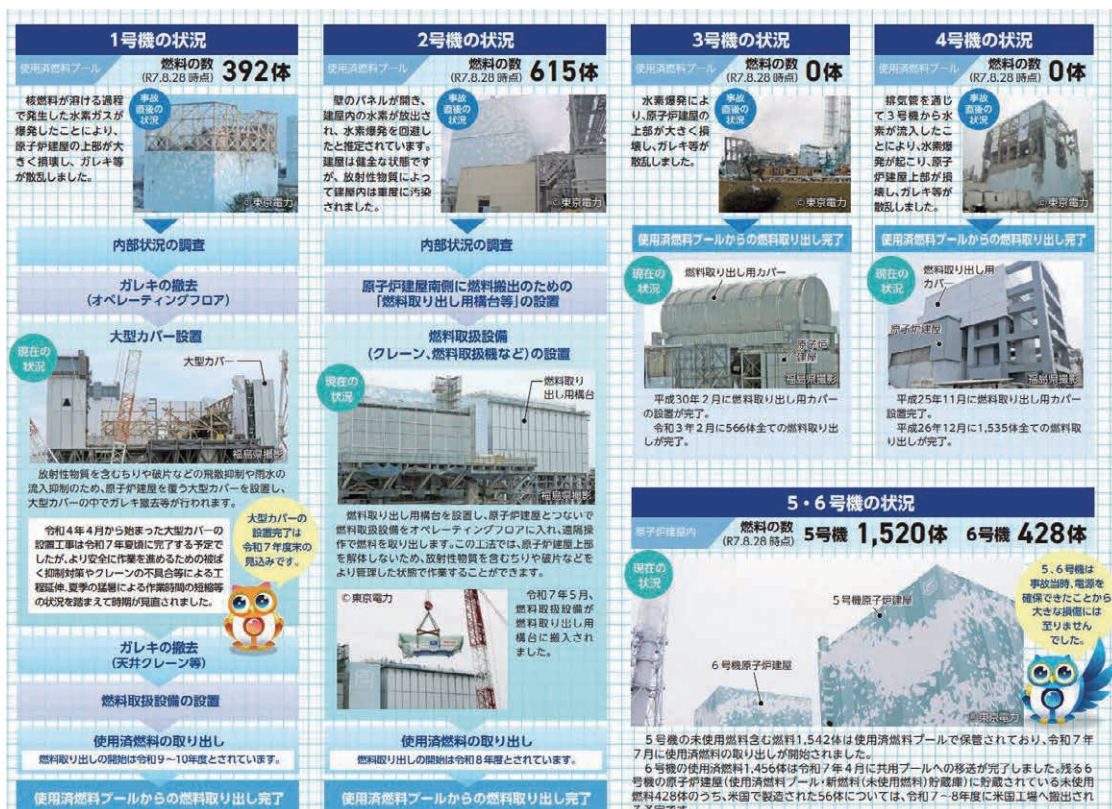 1号機の状況
使用済燃料プール
燃料の数
(R7.8.28 時点)
392体
核燃料が溶ける過程
で発生した水素ガスが
爆発したことにより、
原子炉建屋の上部が大
きく損壊し、ガレキ等
が散乱しました。
事故
直後の
状況
©東京電力
内部状況の調査
ガレキの撤去
(オペレーティングフロア)
大型カバー設置
現在の
状況
大型カバー
福島県撮影
放射性物質を含むちりや破片などの飛散抑制や雨水の
流入抑制のため、原子炉建屋を覆う大型カバーを設置し、
大型カバーの中でガレキ撤去等が行われます。
令和4年4月から始まった大型カバーの
設置工事は令和7年夏頃に完了する予定で
したが、より安全に作業を進めるための被ば
く抑制対策やクレーンの不具合等による工
程延伸、夏季の猛暑による作業時間の短縮等
の状況を踏まえて時期が見直されました。
大型カバーの
設置完了は
令和7年度末の
見込みです。
ガレキの撤去
(天井クレーン等)
燃料取扱設備の設置
使用済燃料の取り出し
燃料取り出しの開始は令和9~10年度とされています。
使用済燃料プールからの燃料取り出し完了
2号機の状況
使用済燃料プール
燃料の数
(R7.8.28 時点)
615体
壁のパネルが開き、
建屋内の水素が放出さ
れ、水素爆発を回避し
たと推定されています。
建屋は健全な状態です
が、放射性物質によっ
て建屋内は重度に汚染
されました。
事故
直後の
状況
©東京電力
内部状況の調査
原子炉建屋南側に燃料搬出のための
「燃料取り出し用構台等」の設置
燃料取扱設備
(クレーン、燃料取扱機など)の設置
現在の
状況
燃料取り
出し用構台
福島県撮影
燃料取り出し用構台を設置し、原子炉建屋とつないで
燃料取扱設備をオペレーティングフロアに入れ、遠隔操
作で燃料を取り出します。この工法では、原子炉建屋上部
を解体しないため、放射性物質を含むちりや破片などを
より管理した状態で作業することができます。
©東京電力
令和7年5月、
燃料取扱設備が
燃料取り出し用
構台に搬入され
ました。
使用済燃料の取り出し
燃料取り出しの開始は令和8年度とされています。
使用済燃料プールからの燃料取り出し完了
3号機の状況
使用済燃料プール
燃料の数
(R7.8.28 時点)
0体
水素爆発によ
り、原子炉建屋の
上部が大きく損
壊し、ガレキ等が
散乱しました。
事故
直後の
状況
©東京電力
使用済燃料プールからの燃料取り出し完了
現在の
状況
燃料取り出し用カバー
原子炉
建屋
福島県撮影
平成30年2月に燃料取り出し用カバー
の設置が完了。
令和3年2月に566体全ての燃料取り出
しが完了。
4号機の状況
使用済燃料プール
燃料の数
(R7.8.28 時点)
0体
排気管を通じ
て3号機から水
素が流入したこ
とにより、水素爆
発が起こり、原子
炉建屋上部が損
壊し、ガレキ等が
散乱しました。
事故
直後の
状況
©東京電力
使用済燃料プールからの燃料取り出し完了
現在の
状況
燃料取り出し用
カバー
原子炉建屋
福島県撮影
平成25年11月に燃料取り出し用カバー
設置完了。
平成26年12月に1,535体全ての燃料取
り出しが完了。
5・6号機の状況
原子炉建屋内
燃料の数
(R7.8.28 時点)
5号機 1,520体 6号機 428体
現在の
状況
5号機原子炉建屋
6号機原子炉建屋
5、6号機は
事故当時、電源を
確保できたことから
大きな損傷には
至りません
でした。
©東京電力
5号機の未使用燃料含む燃料1,542体は使用済燃料プールで保管されており、令和7年
7月に使用済燃料の取り出しが開始されました。
6号機の使用済燃料1,456体は令和7年4月に共用プールへの移送が完了しました。残る6
号機の原子炉建屋(使用済燃料プール・新燃料(未使用燃料)貯蔵庫)に貯蔵されている未使用
燃料428体のうち、米国で製造された56体については、令和7~8年度に米国工場へ搬出され